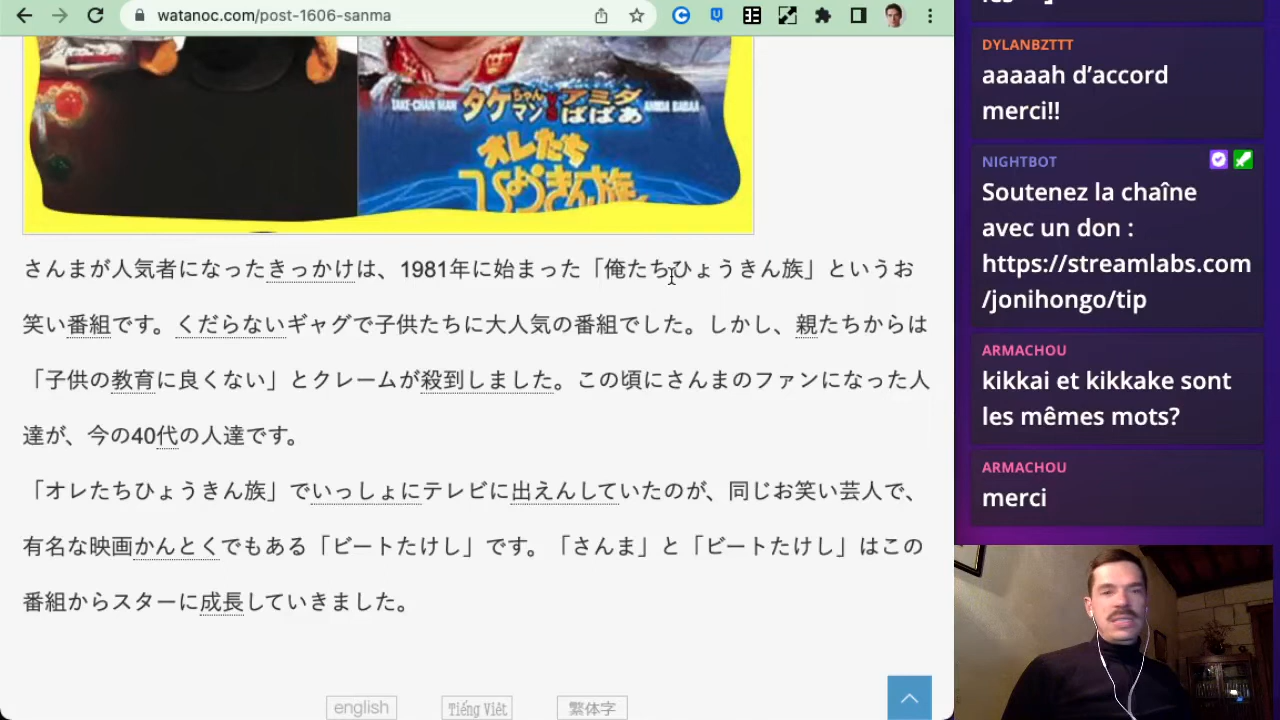 watanoc.com/post-1606-sanma
TAKE-CHAN MAN
タケちゃんマン
アミダばばあ
AMIDA BABAA
オレたち
ひょうきん族
さんまが人気者になったきっかけは、1981年に始まった「俺たちひょうきん族」というお
笑い番組です。くだらないギャグで子供たちに大人気の番組でした。しかし、親たちからは
「子供の教育に良くない」とクレームが殺到しました。この頃にさんまのファンになった人
達が、今の40代の人達です。
「オレたちひょうきん族」でいっしょにテレビに出えんしていたのが、同じお笑い芸人で、
有名な映画かんとくでもある「ビートたけし」です。「さんま」と「ビートたけし」はこの
番組からスターに成長していきました。
english
Tiếng Việt
繁体字
DYLANBZTTT
aaaaah d’accord
merci!!
NIGHTBOT
Soutenez la chaîne
avec un don :
https://streamlabs.com
/jonihongo/tip
ARMACHOU
kikkai et kikkake sont
les mêmes mots?
ARMACHOU
merci